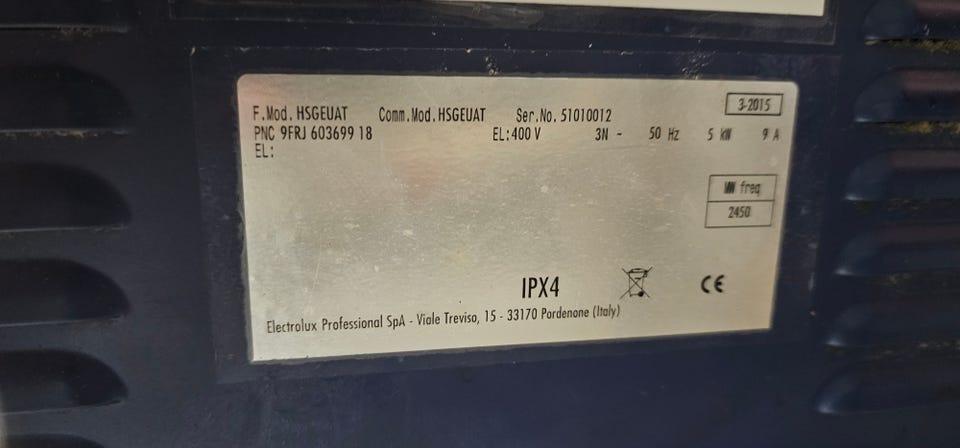 3-2015
F.Mod. HSGEUAT Comm.Mod. HSGEUAT Ser.No. 51010012
PNC 9FRJ 603699 18 EL:400 V 3N ~ 50 Hz 5 kW 9 A
EL:
MW freq
2450
IPX4 CE
Electrolux Professional SpA - Viale Treviso, 15 - 33170 Pordenone (Italy)